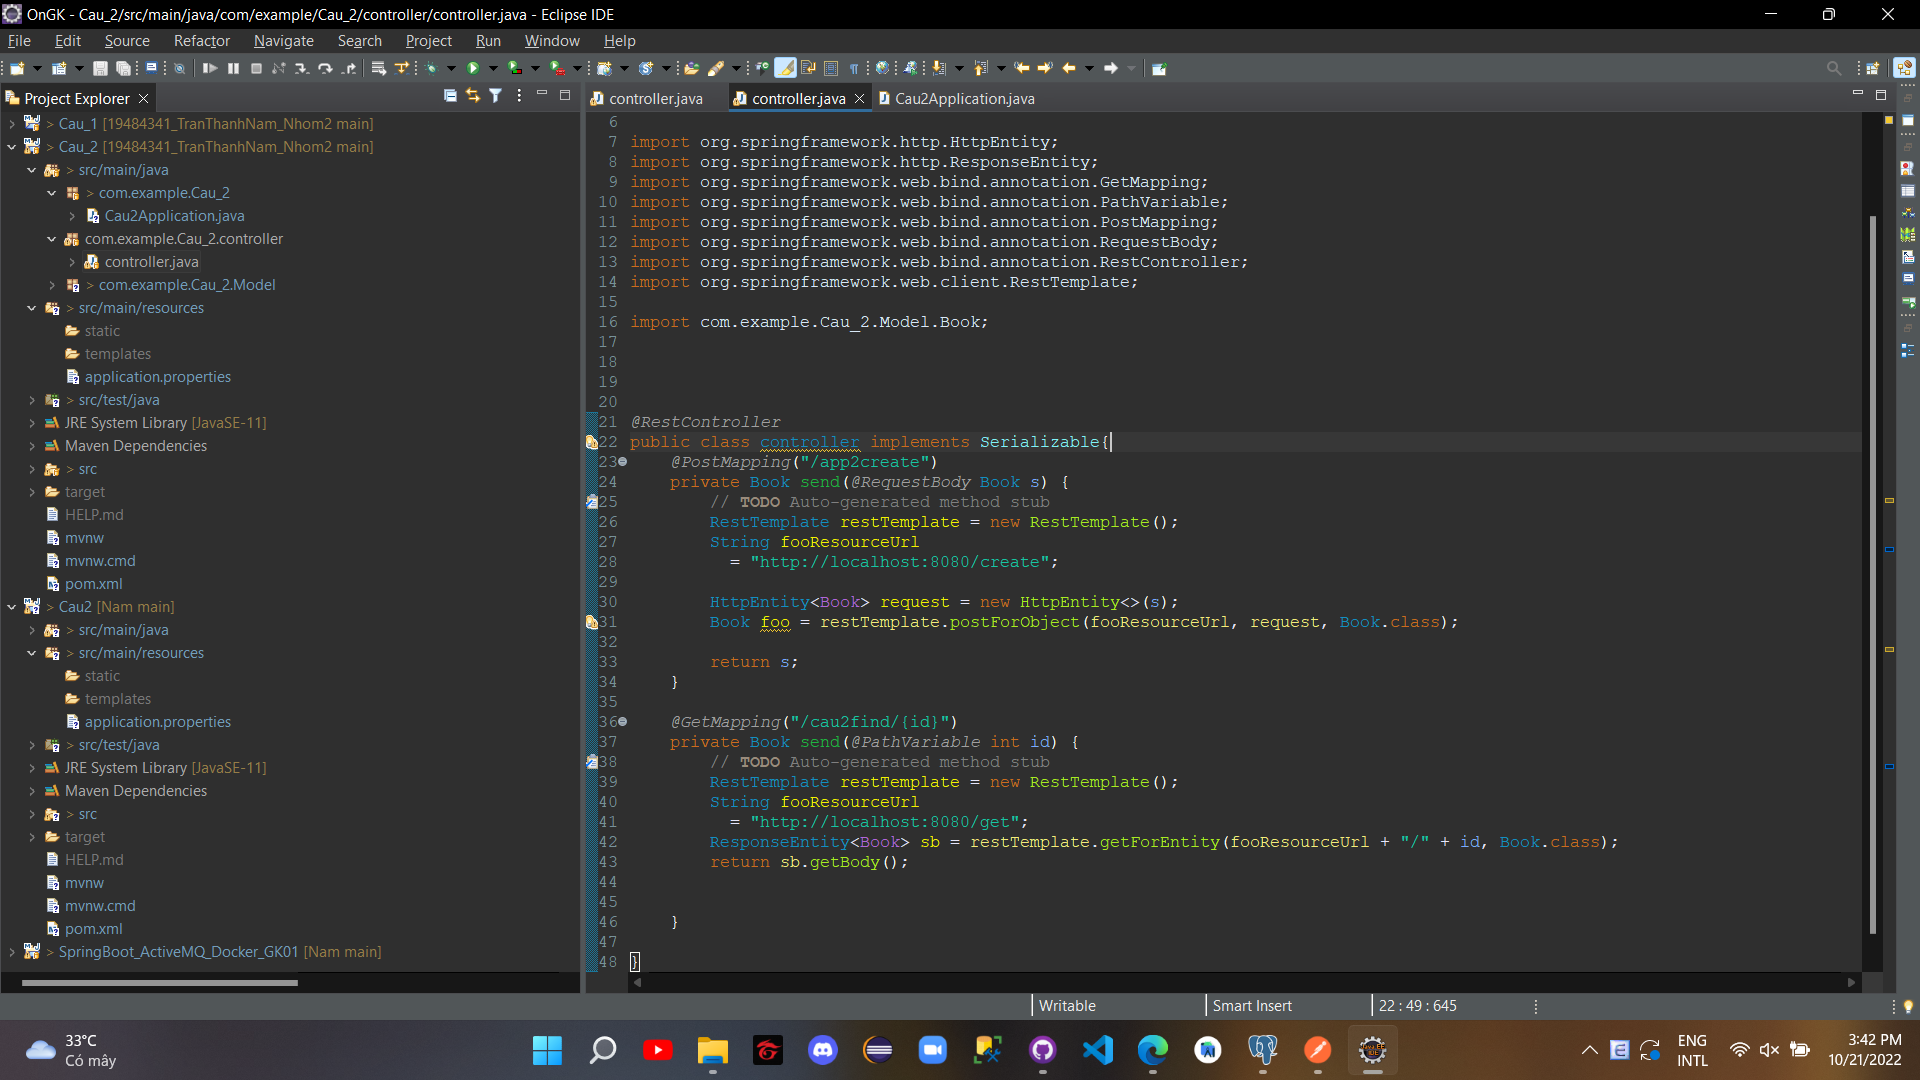 OnGK - Cau_2/src/main/java/com/example/Cau_2/controller/controller.java - Eclipse IDE
File Edit Source Refactor Navigate Search Project Run Window Help
Project Explorer
controller.java controller.java Cau2Application.java
> Cau_1 [19484341_TranThanhNam_Nhom2 main]
> Cau_2 [19484341_TranThanhNam_Nhom2 main]
> src/main/java
> com.example.Cau_2
Cau2Application.java
com.example.Cau_2.controller
controller.java
> com.example.Cau_2.Model
> src/main/resources
static
templates
application.properties
> src/test/java
JRE System Library [JavaSE-11]
Maven Dependencies
> src
target
HELP.md
mvnw
mvnw.cmd
pom.xml
> Cau2 [Nam main]
> src/main/java
> src/main/resources
static
templates
application.properties
> src/test/java
JRE System Library [JavaSE-11]
Maven Dependencies
> src
target
HELP.md
mvnw
mvnw.cmd
pom.xml
> SpringBoot_ActiveMQ_Docker_GK01 [Nam main]
6
7 import org.springframework.http.HttpEntity;
8 import org.springframework.http.ResponseEntity;
9 import org.springframework.web.bind.annotation.GetMapping;
10 import org.springframework.web.bind.annotation.PathVariable;
11 import org.springframework.web.bind.annotation.PostMapping;
12 import org.springframework.web.bind.annotation.RequestBody;
13 import org.springframework.web.bind.annotation.RestController;
14 import org.springframework.web.client.RestTemplate;
15
16 import com.example.Cau_2.Model.Book;
17
18
19
20
21 @RestController
22 public class controller implements Serializable{
23 @PostMapping("/app2create")
24 private Book send(@RequestBody Book s) {
25 // TODO Auto-generated method stub
26 RestTemplate restTemplate = new RestTemplate();
27 String fooResourceUrl
28 = "http://localhost:8080/create";
29
30 HttpEntity<Book> request = new HttpEntity<>(s);
31 Book foo = restTemplate.postForObject(fooResourceUrl, request, Book.class);
32
33 return s;
34 }
35
36 @GetMapping("/cau2find/{id}")
37 private Book send(@PathVariable int id) {
38 // TODO Auto-generated method stub
39 RestTemplate restTemplate = new RestTemplate();
40 String fooResourceUrl
41 = "http://localhost:8080/get";
42 ResponseEntity<Book> sb = restTemplate.getForEntity(fooResourceUrl + "/" + id, Book.class);
43 return sb.getBody();
44
45
46 }
47
48 }
Writable Smart Insert 22 : 49 : 645
33°C
Có mây
ENG
INTL
3:42 PM
10/21/2022